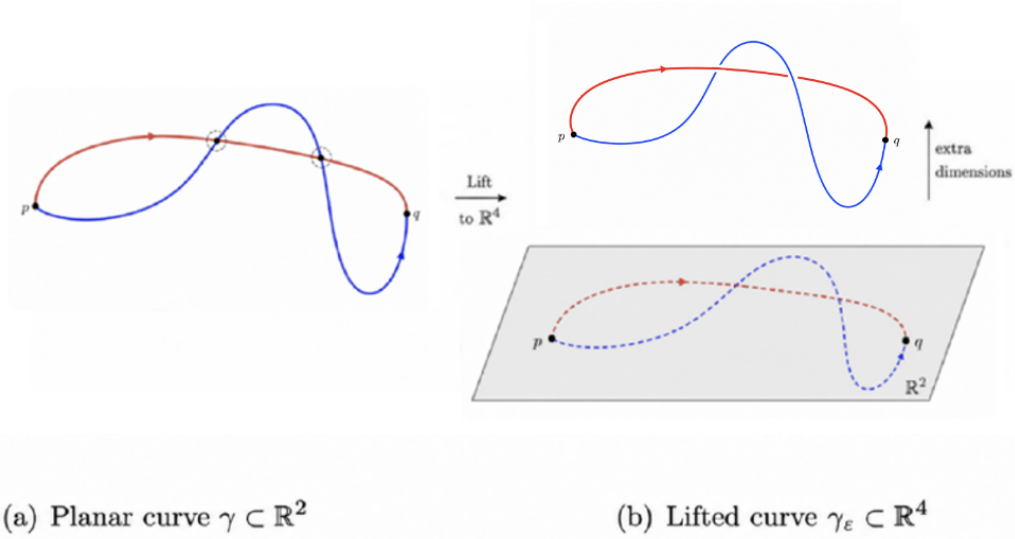 p
q
Lift
to ℝ⁴
p
q
extra
dimensions
p
q
ℝ²
(a) Planar curve γ ⊂ ℝ²
(b) Lifted curve γ_ε ⊂ ℝ⁴